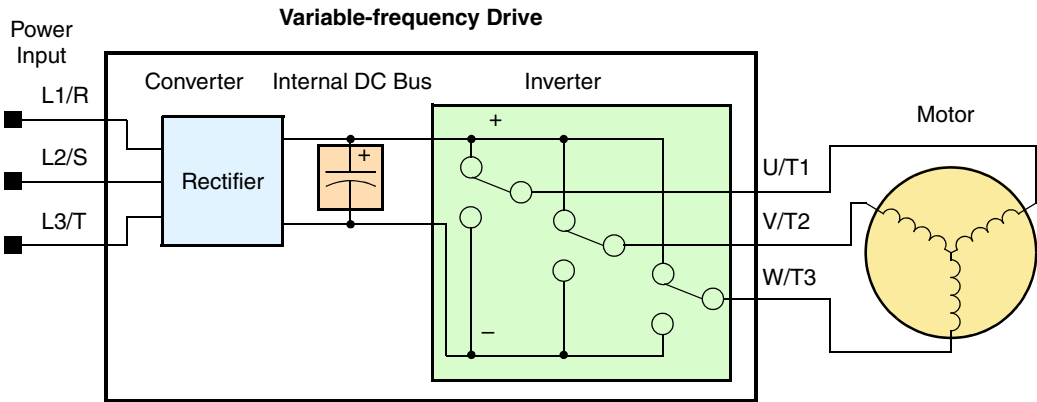 Variable-frequency Drive
Power
Input
Converter
Internal DC Bus
Inverter
L1/R
L2/S
L3/T
Rectifier
+
+
–
U/T1
V/T2
W/T3
Motor